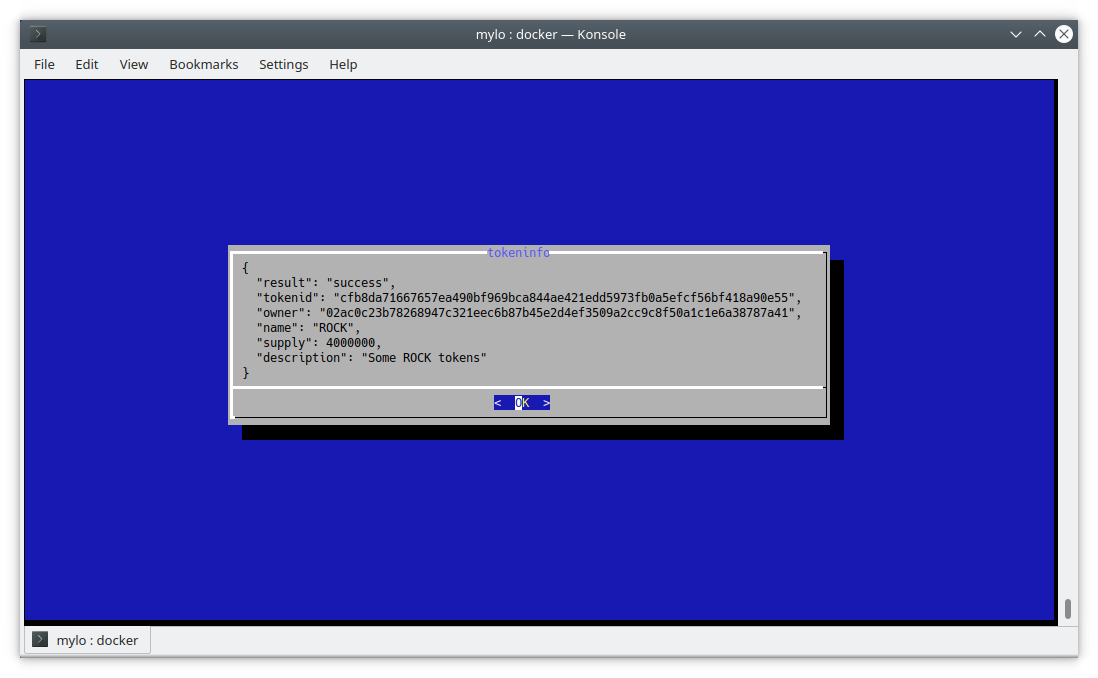 mylo : docker — Konsole
File Edit View Bookmarks Settings Help
tokeninfo
{
"result": "success",
"tokenid": "cfb8da71667657ea490bf969bca844ae421edd5973fb0a5efcf56bf418a90e55",
"owner": "02ac0c23b78268947c321eec6b87b45e2d4ef3509a2cc9c8f50a1c1e6a38787a41",
"name": "ROCK",
"supply": 4000000,
"description": "Some ROCK tokens"
}
< OK >
mylo : docker